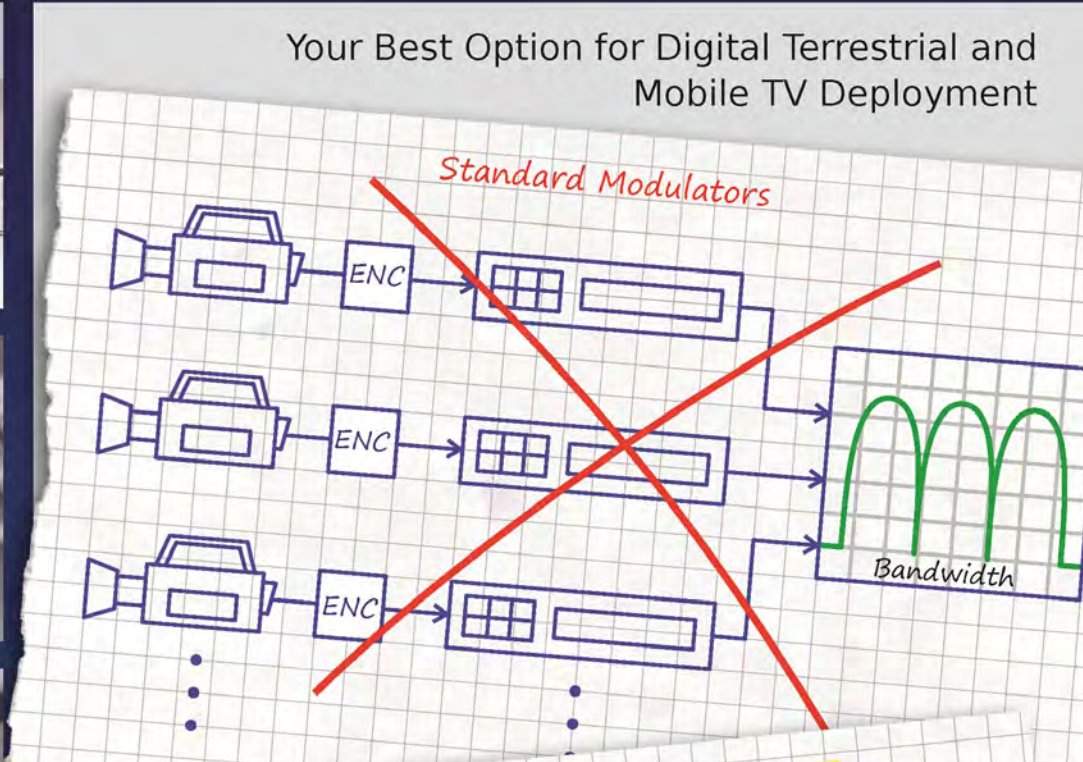 Your Best Option for Digital Terrestrial and
Mobile TV Deployment
Standard Modulators
ENC
ENC
ENC
Bandwidth